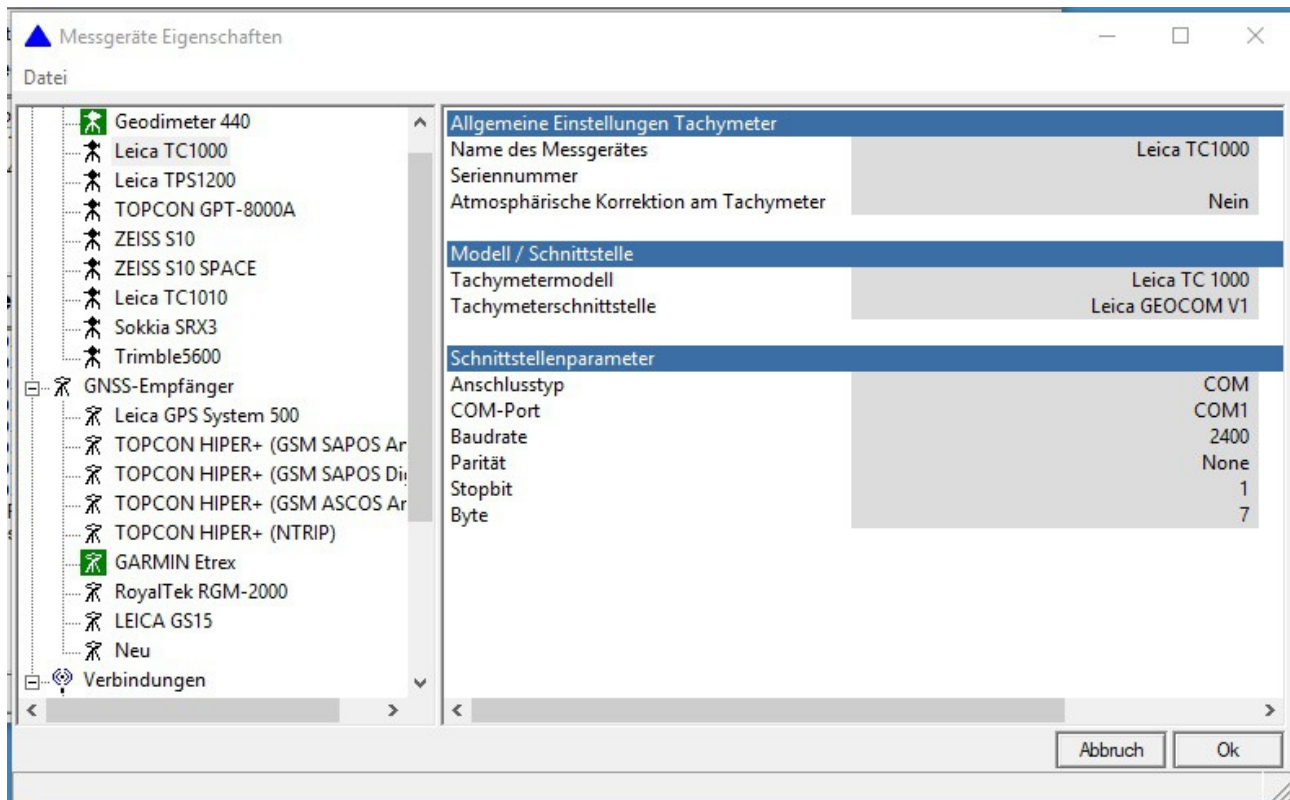 Messgeräte Eigenschaften
Datei
Geodimeter 440
Leica TC1000
Leica TPS1200
TOPCON GPT-8000A
ZEISS S10
ZEISS S10 SPACE
Leica TC1010
Sokkia SRX3
Trimble5600
GNSS-Empfänger
Leica GPS System 500
TOPCON HIPER+ (GSM SAPOS Ar
TOPCON HIPER+ (GSM SAPOS Di
TOPCON HIPER+ (GSM ASCOS Ar
TOPCON HIPER+ (NTRIP)
GARMIN Etrex
RoyalTek RGM-2000
LEICA GS15
Neu
Verbindungen
Allgemeine Einstellungen Tachymeter
Name des Messgerätes Leica TC1000
Seriennummer
Atmosphärische Korrektion am Tachymeter Nein
Modell / Schnittstelle
Tachymetermodell Leica TC 1000
Tachymeterschnittstelle Leica GEOCOM V1
Schnittstellenparameter
Anschlusstyp COM
COM-Port COM1
Baudrate 2400
Parität None
Stopbit 1
Byte 7
Abbruch Ok